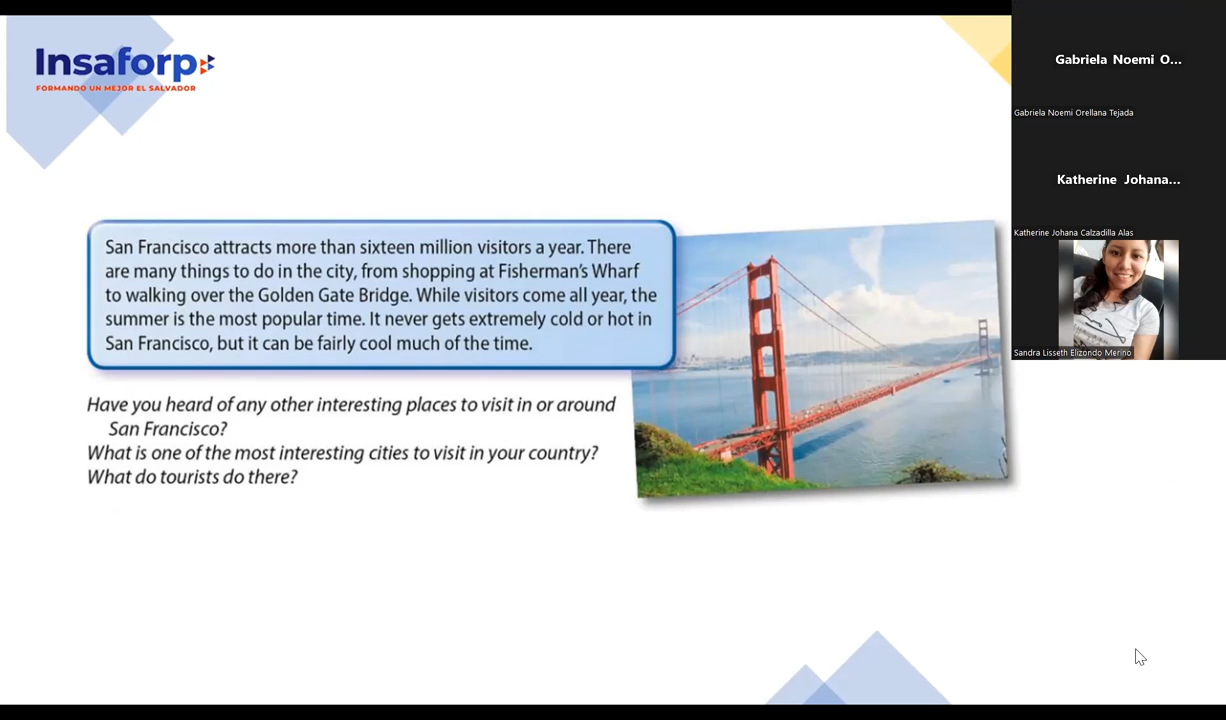 Insaforp
FORMANDO UN MEJOR EL SALVADOR
San Francisco attracts more than sixteen million visitors a year. There
are many things to do in the city, from shopping at Fisherman's Wharf
to walking over the Golden Gate Bridge. While visitors come all year, the
summer is the most popular time. It never gets extremely cold or hot in
San Francisco, but it can be fairly cool much of the time.
Have you heard of any other interesting places to visit in or around
San Francisco?
What is one of the most interesting cities to visit in your country?
What do tourists do there?
Gabriela Noemi O...
Gabriela Noemi Orellana Tejada
Katherine Johana...
Katherine Johana Calzadilla Alas
Sandra Lisseth Elizondo Merino